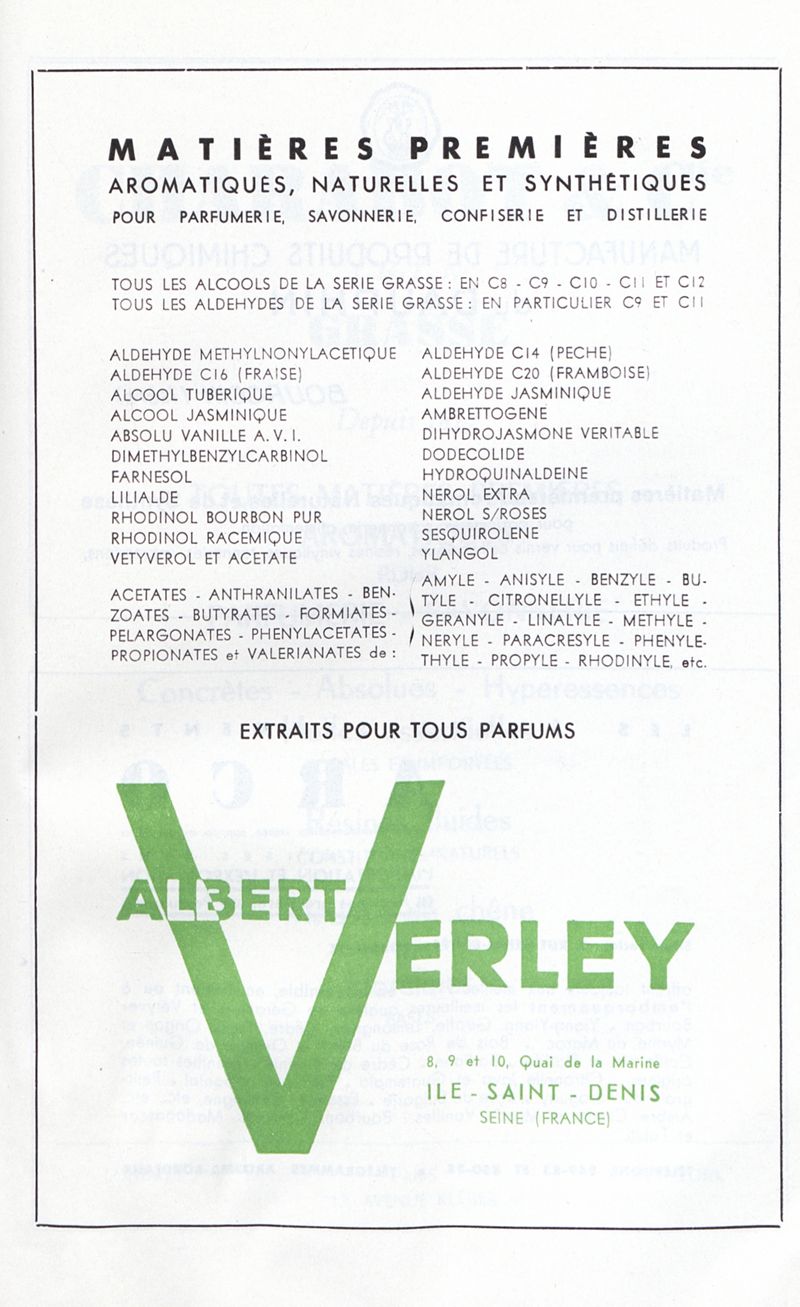 MATIÈRES PREMIÈRES
AROMATIQUES, NATURELLES ET SYNTHÉTIQUES
POUR PARFUMERIE, SAVONNERIE, CONFISERIE ET DISTILLERIE
TOUS LES ALCOOLS DE LA SERIE GRASSE : EN C8 - C9 - C10 - C11 ET C12
TOUS LES ALDEHYDES DE LA SERIE GRASSE : EN PARTICULIER C9 ET C11
ALDEHYDE METHYLNONYLACETIQUE
ALDEHYDE C16 (FRAISE)
ALCOOL TUBERIQUE
ALCOOL JASMINIQUE
ABSOLU VANILLE A.V.I.
DIMETHYLBENZYLCARBINOL
FARNESOL
LILIALDE
RHODINOL BOURBON PUR
RHODINOL RACEMIQUE
VETYVEROL ET ACETATE
ALDEHYDE C14 (PECHE)
ALDEHYDE C20 (FRAMBOISE)
ALDEHYDE JASMINIQUE
AMBRETTOGENE
DIHYDROJASMONE VERITABLE
DODECOLIDE
HYDROQUINALDEINE
NEROL EXTRA
NEROL S/ROSES
SESQUIROLENE
YLANGOL
ACETATES - ANTHRANILATES - BEN-
ZOATES - BUTYRATES - FORMIATES -
PELARGONATES - PHENYLACETATES -
PROPIONATES et VALERIANATES de :
AMYLE - ANISYLE - BENZYLE - BU-
TYLE - CITRONELLYLE - ETHYLE -
GERANYLE - LINALYLE - METHYLE -
NERYLE - PARACRESYLE - PHENYLE-
THYLE - PROPYLE - RHODINYLE, etc.
EXTRAITS POUR TOUS PARFUMS
ALBERT
VERLEY
8, 9 et 10, Quai de la Marine
ILE - SAINT - DENIS
SEINE (FRANCE)